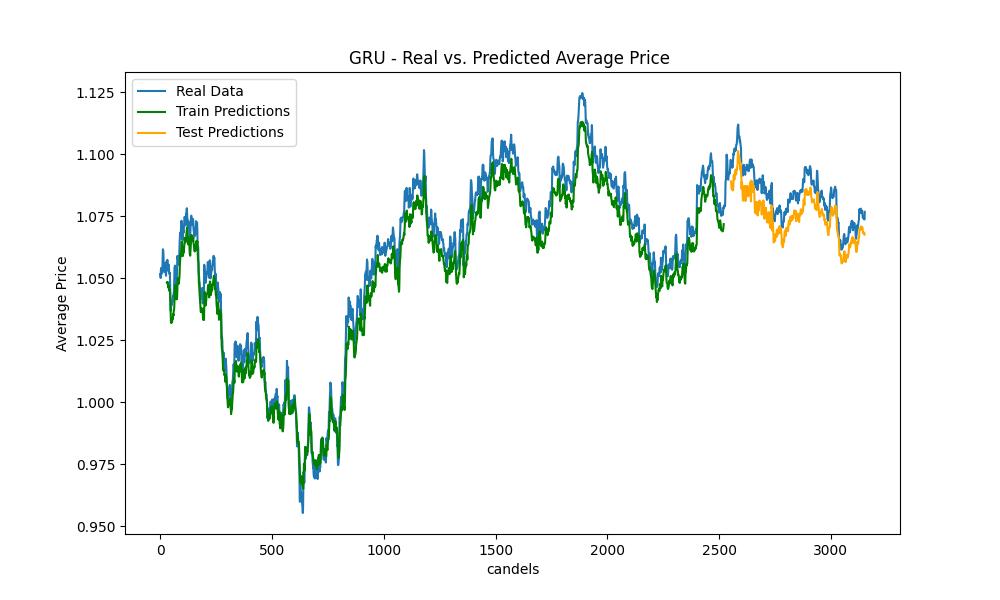 GRU - Real vs. Predicted Average Price
Real Data
Train Predictions
Test Predictions
Average Price
1.125
1.100
1.075
1.050
1.025
1.000
0.975
0.950
0 500 1000 1500 2000 2500 3000
candels